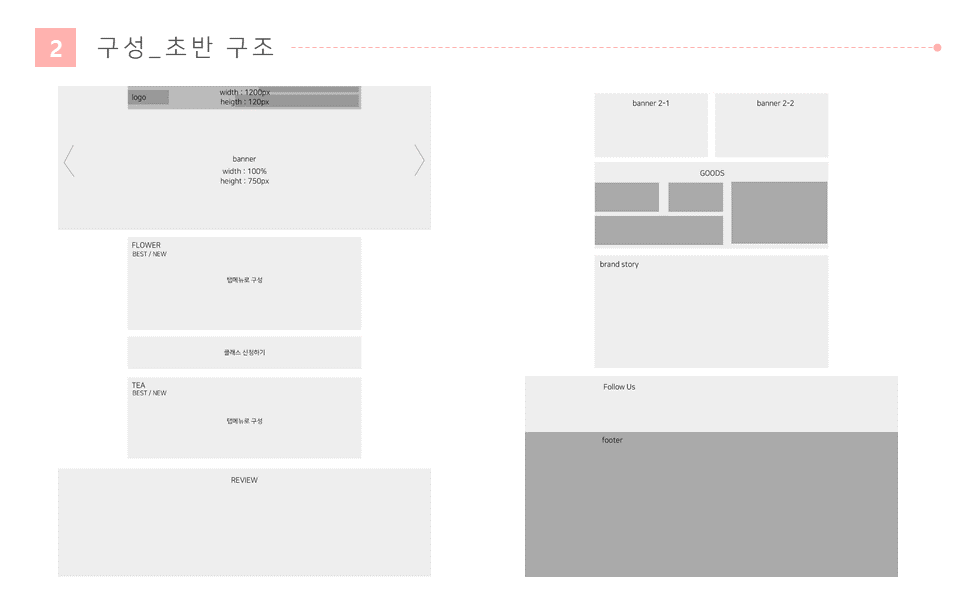 2
구성_초반 구조
logo
width : 1200px
heigth : 120px
banner
width : 100%
height : 750px
FLOWER
BEST / NEW
탭메뉴로 구성
클래스 신청하기
TEA
BEST / NEW
탭메뉴로 구성
REVIEW
banner 2-1
banner 2-2
GOODS
brand story
Follow Us
footer